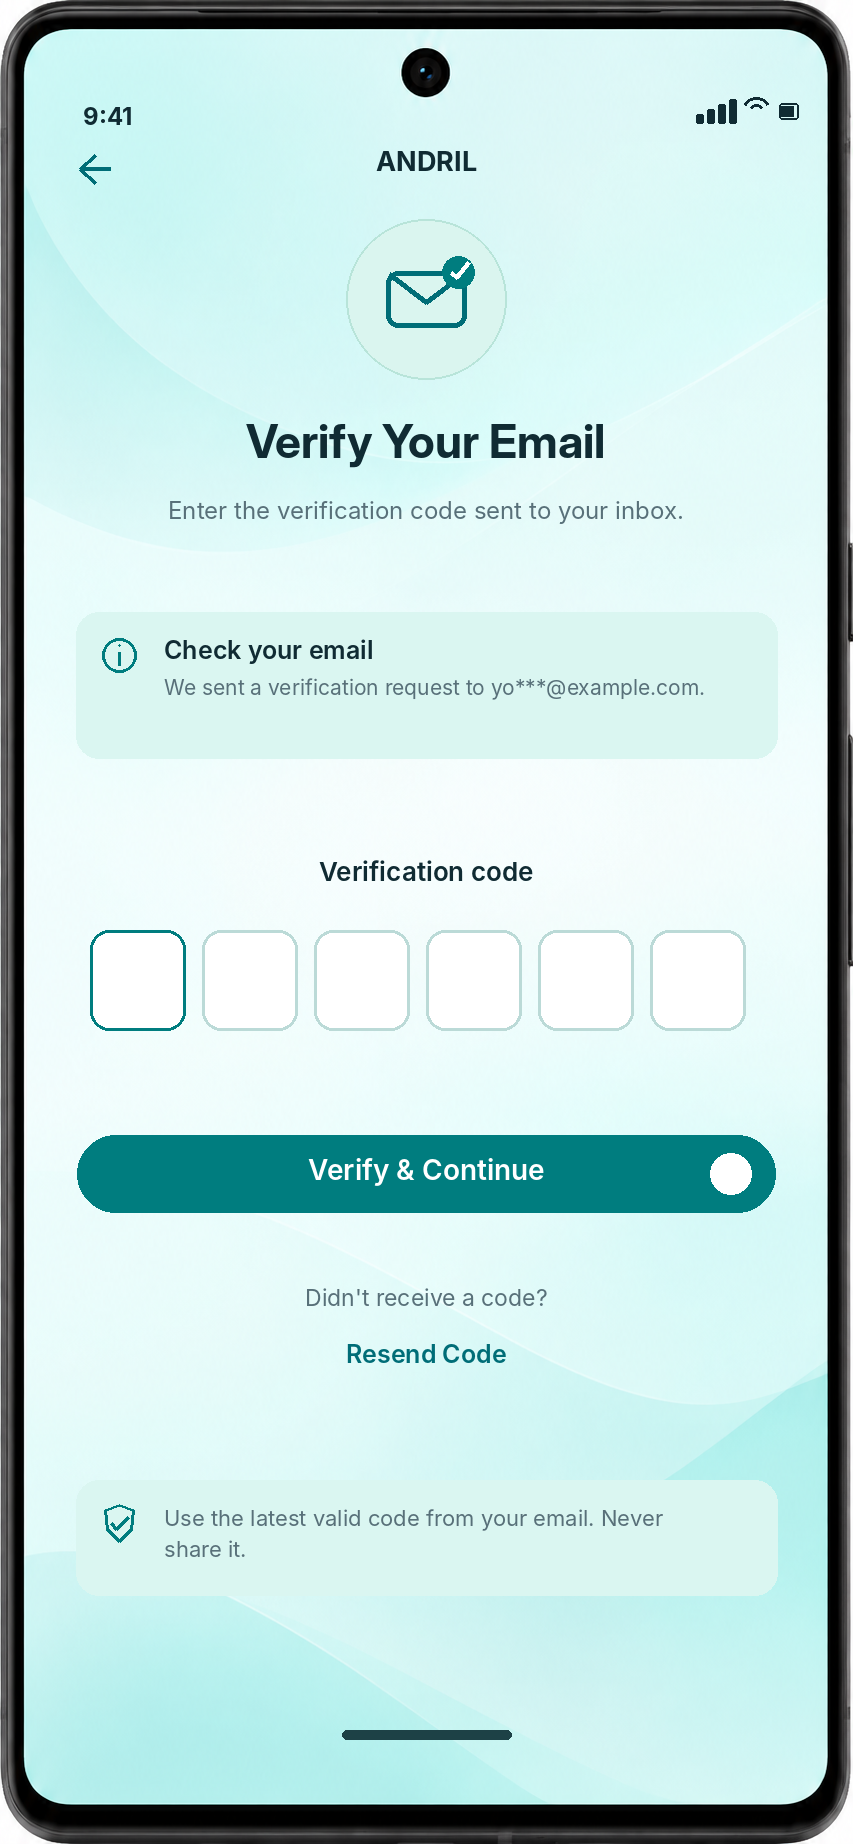 9:41
ANDRIL
Verify Your Email
Enter the verification code sent to your inbox.
Check your email
We sent a verification request to yo***@example.com.
Verification code
Verify & Continue
Didn't receive a code?
Resend Code
Use the latest valid code from your email. Never
share it.